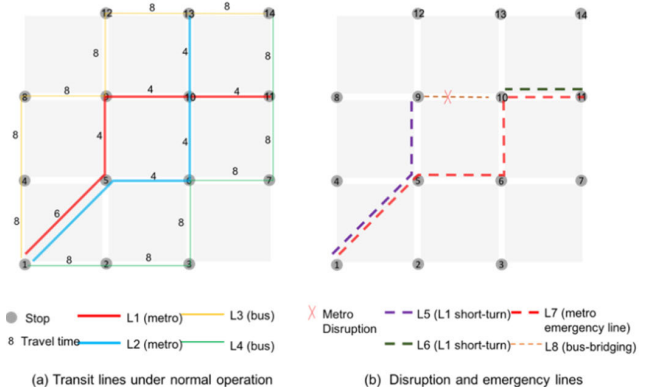 12 8 13 8 14
8 4 8
8 8 9 4 10 4 11
8 4 4 8
4 5 4 6 8 7
8 6 8
1 8 2 8 3
12 13 14
8 9 X 10 11
4 5 6 7
1 2 3
Stop
L1 (metro)
L3 (bus)
8 Travel time
L2 (metro)
L4 (bus)
(a) Transit lines under normal operation
X Metro
Disruption
L5 (L1 short-turn)
L6 (L1 short-turn)
L7 (metro
emergency line)
L8 (bus-bridging)
(b) Disruption and emergency lines